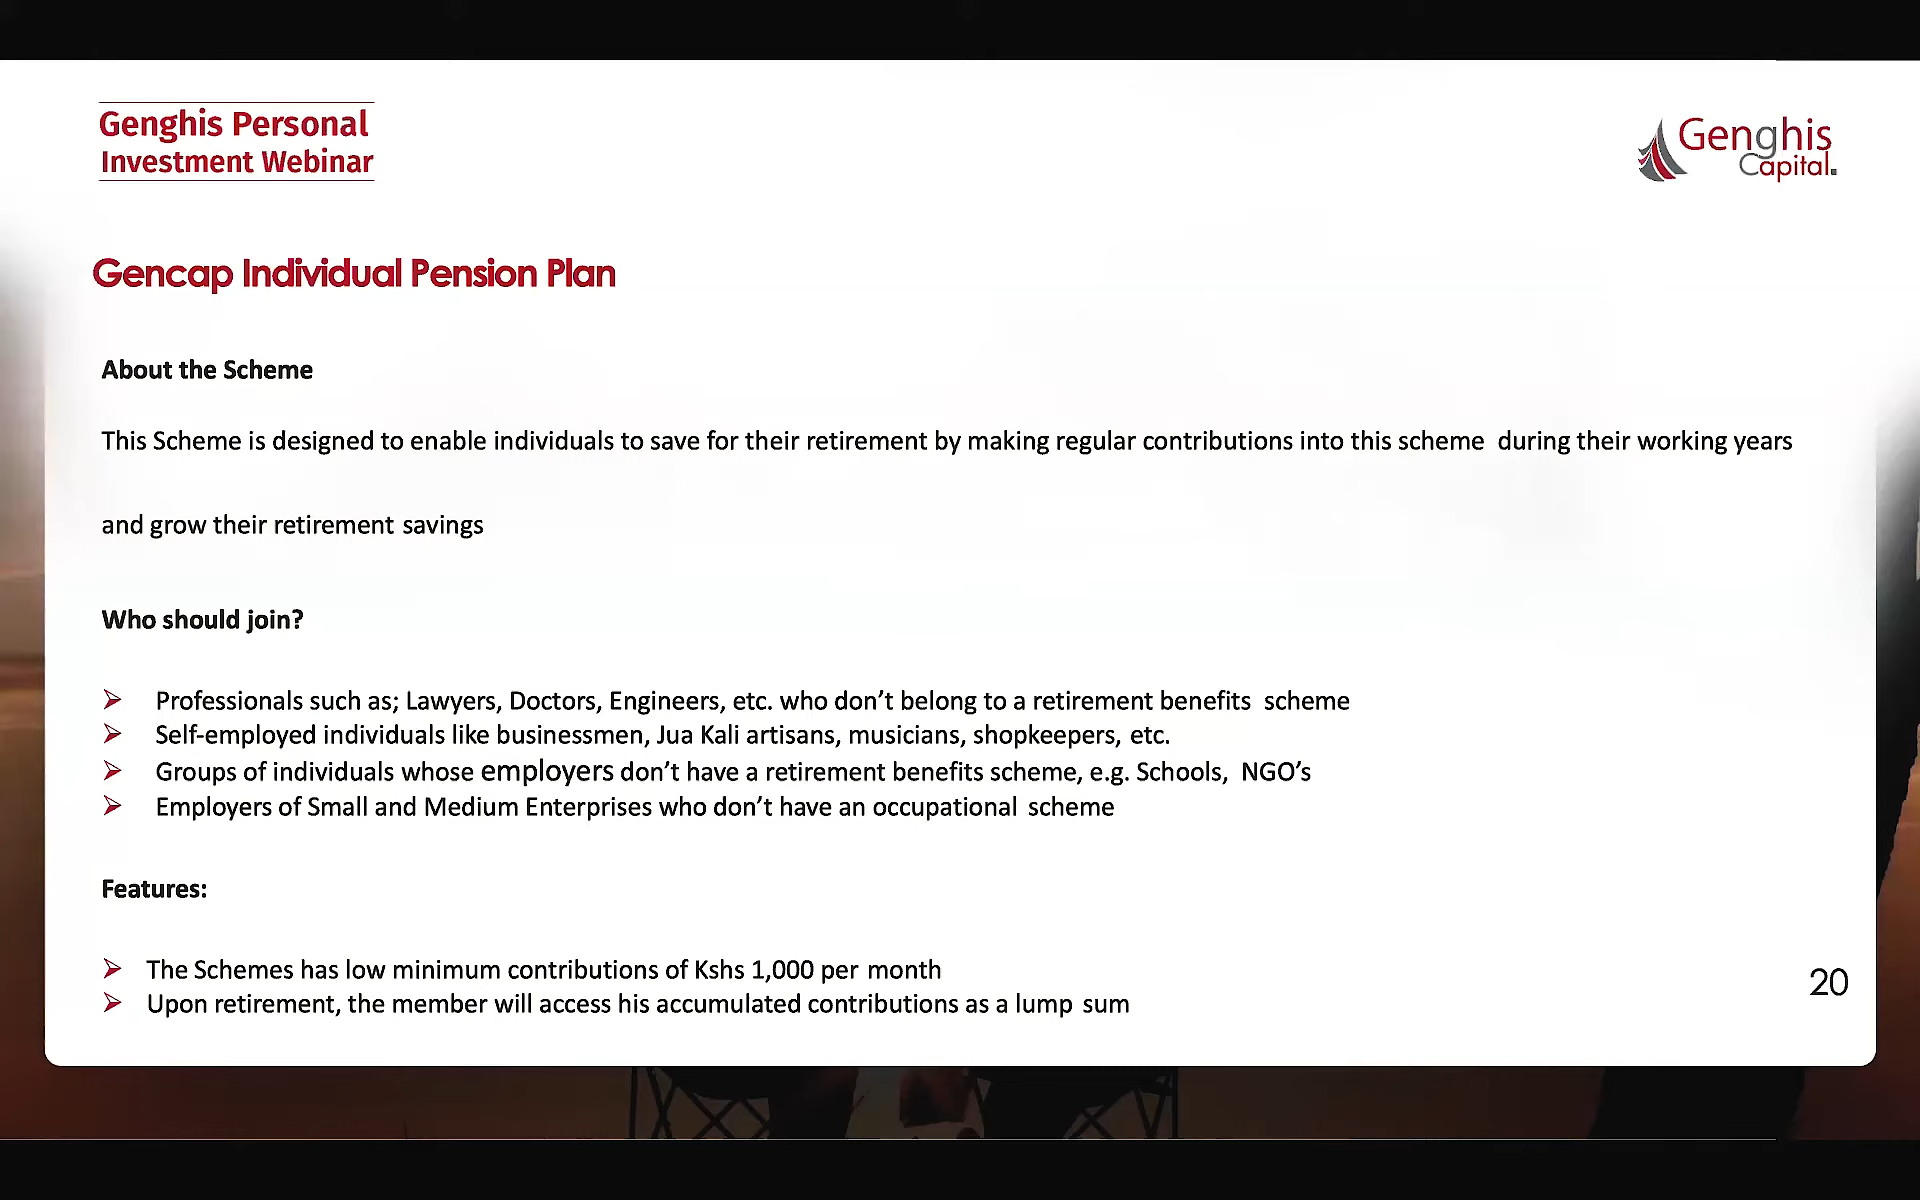 Genghis Personal
Investment Webinar
Genghis
Capital.
Gencap Individual Pension Plan
About the Scheme
This Scheme is designed to enable individuals to save for their retirement by making regular contributions into this scheme during their working years
and grow their retirement savings
Who should join?
Professionals such as; Lawyers, Doctors, Engineers, etc. who don’t belong to a retirement benefits scheme
Self-employed individuals like businessmen, Jua Kali artisans, musicians, shopkeepers, etc.
Groups of individuals whose employers don’t have a retirement benefits scheme, e.g. Schools, NGO’s
Employers of Small and Medium Enterprises who don’t have an occupational scheme
Features:
The Schemes has low minimum contributions of Kshs 1,000 per month
Upon retirement, the member will access his accumulated contributions as a lump sum
20